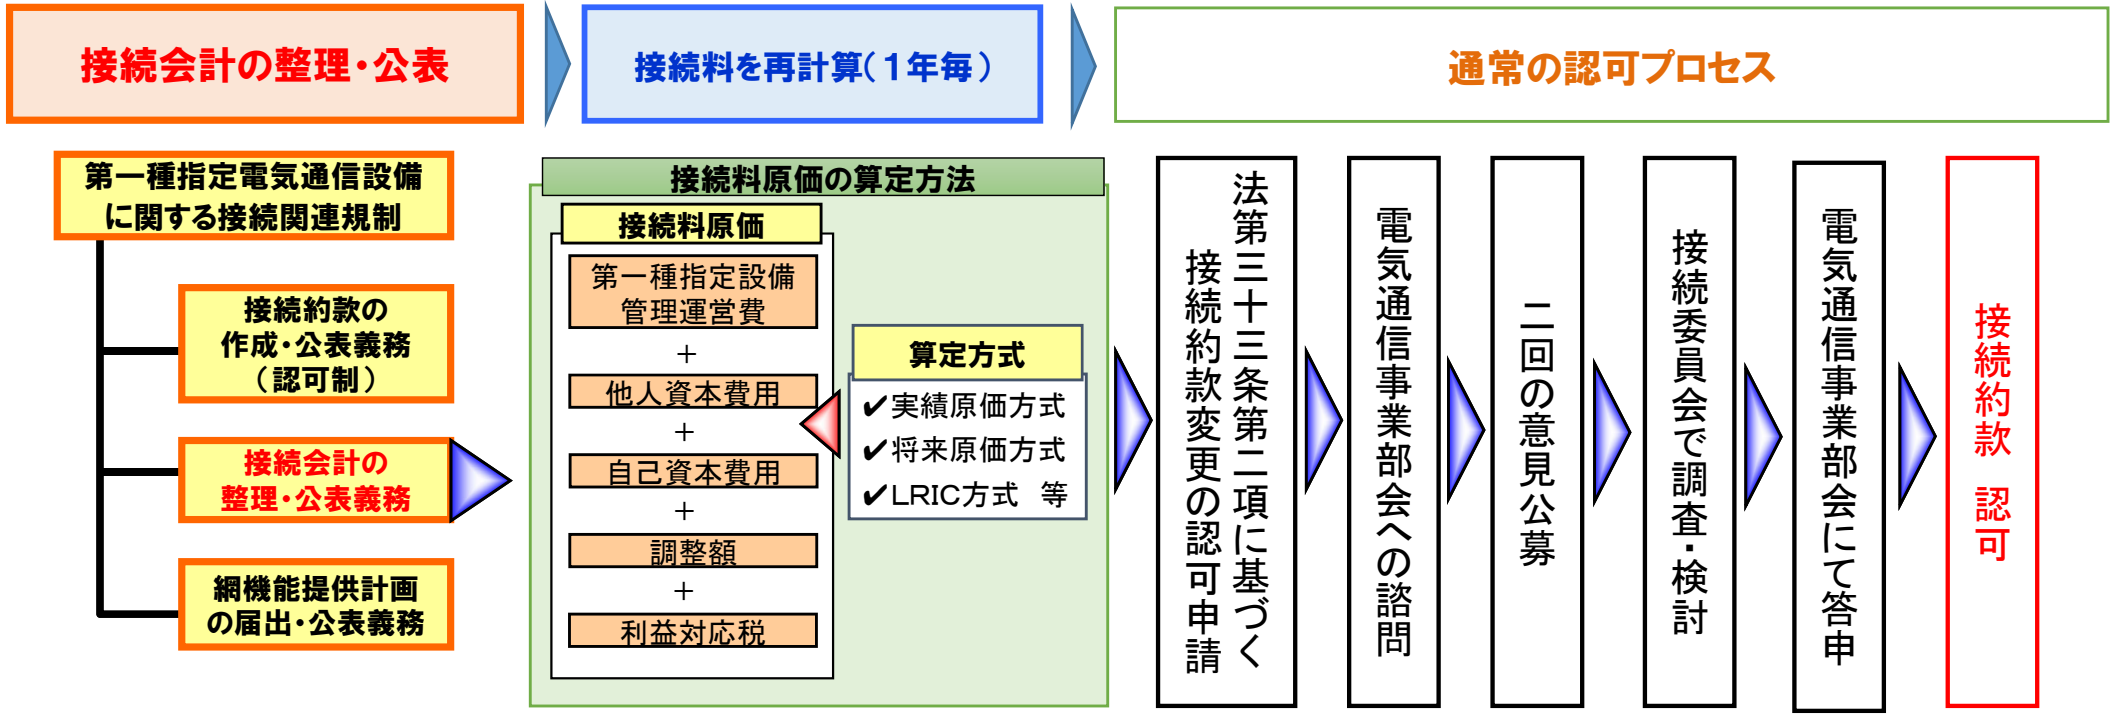 接続会計の整理・公表
接続料を再計算(1年毎)
通常の認可プロセス
第一種指定電気通信設備
に関する接続関連規制
接続約款の
作成・公表義務
(認可制)
接続会計の
整理・公表義務
網機能提供計画
の届出・公表義務
接続料原価の算定方法
接続料原価
第一種指定設備
管理運営費
+
他人資本費用
+
自己資本費用
+
調整額
+
利益対応税
算定方式
✔実績原価方式
✔将来原価方式
✔LRIC方式 等
法第三十三条第二項に基づく
接続約款変更の認可申請
電気通信事業部会への諮問
二回の意見公募
接続委員会で調査・検討
電気通信事業部会にて答申
接続約款 認可